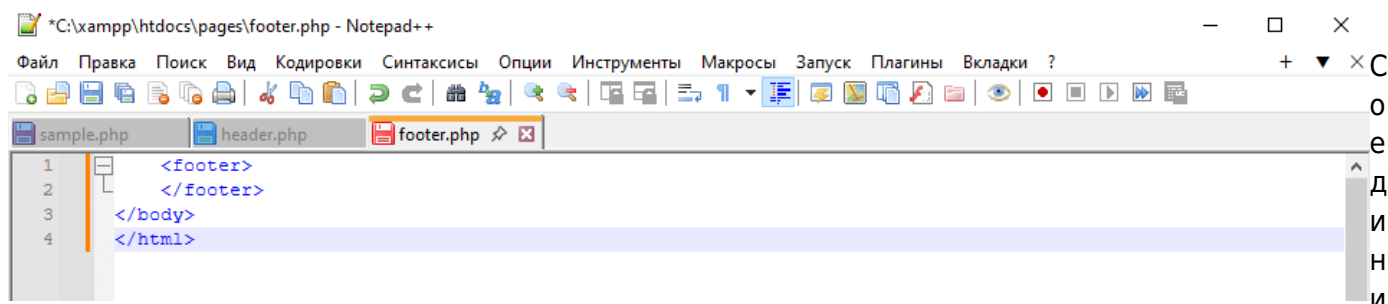 *C:\xampp\htdocs\pages\footer.php - Notepad++
Файл Правка Поиск Вид Кодировки Синтаксисы Опции Инструменты Макросы Запуск Плагины Вкладки ?
sample.php header.php footer.php
1 <footer>
2 </footer>
3 </body>
4 </html>
С
о
е
д
и
н
и